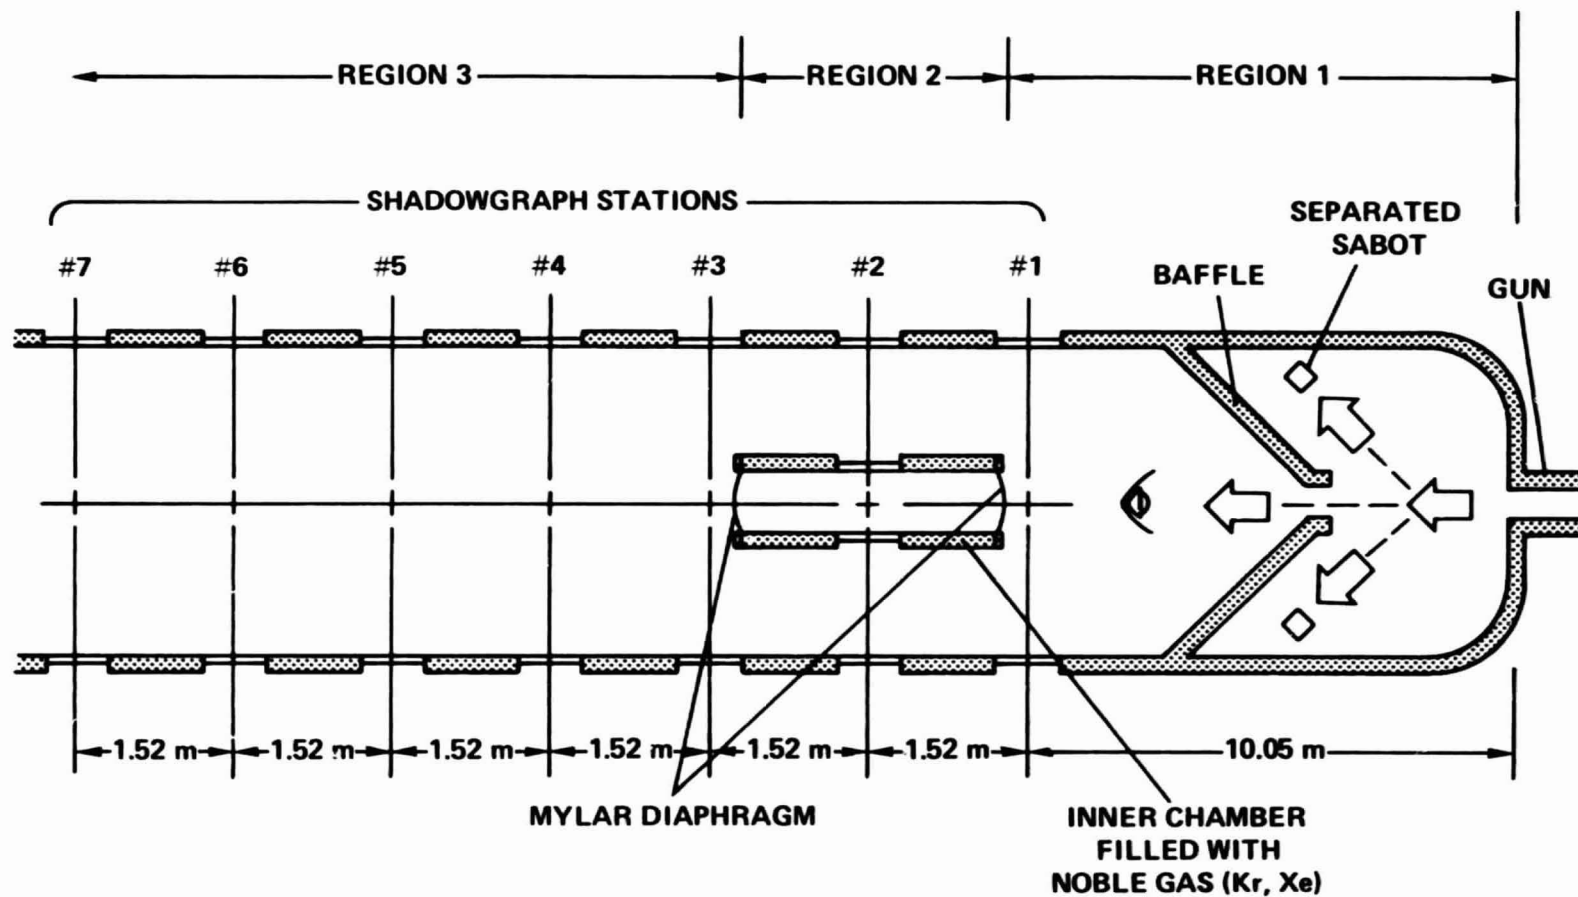 REGION 3
REGION 2
REGION 1
SHADOWGRAPH STATIONS
SEPARATED
SABOT
#7
#6
#5
#4
#3
#2
#1
BAFFLE
GUN
1.52 m
1.52 m
1.52 m
1.52 m
1.52 m
1.52 m
10.05 m
MYLAR DIAPHRAGM
INNER CHAMBER
FILLED WITH
NOBLE GAS (Kr, Xe)